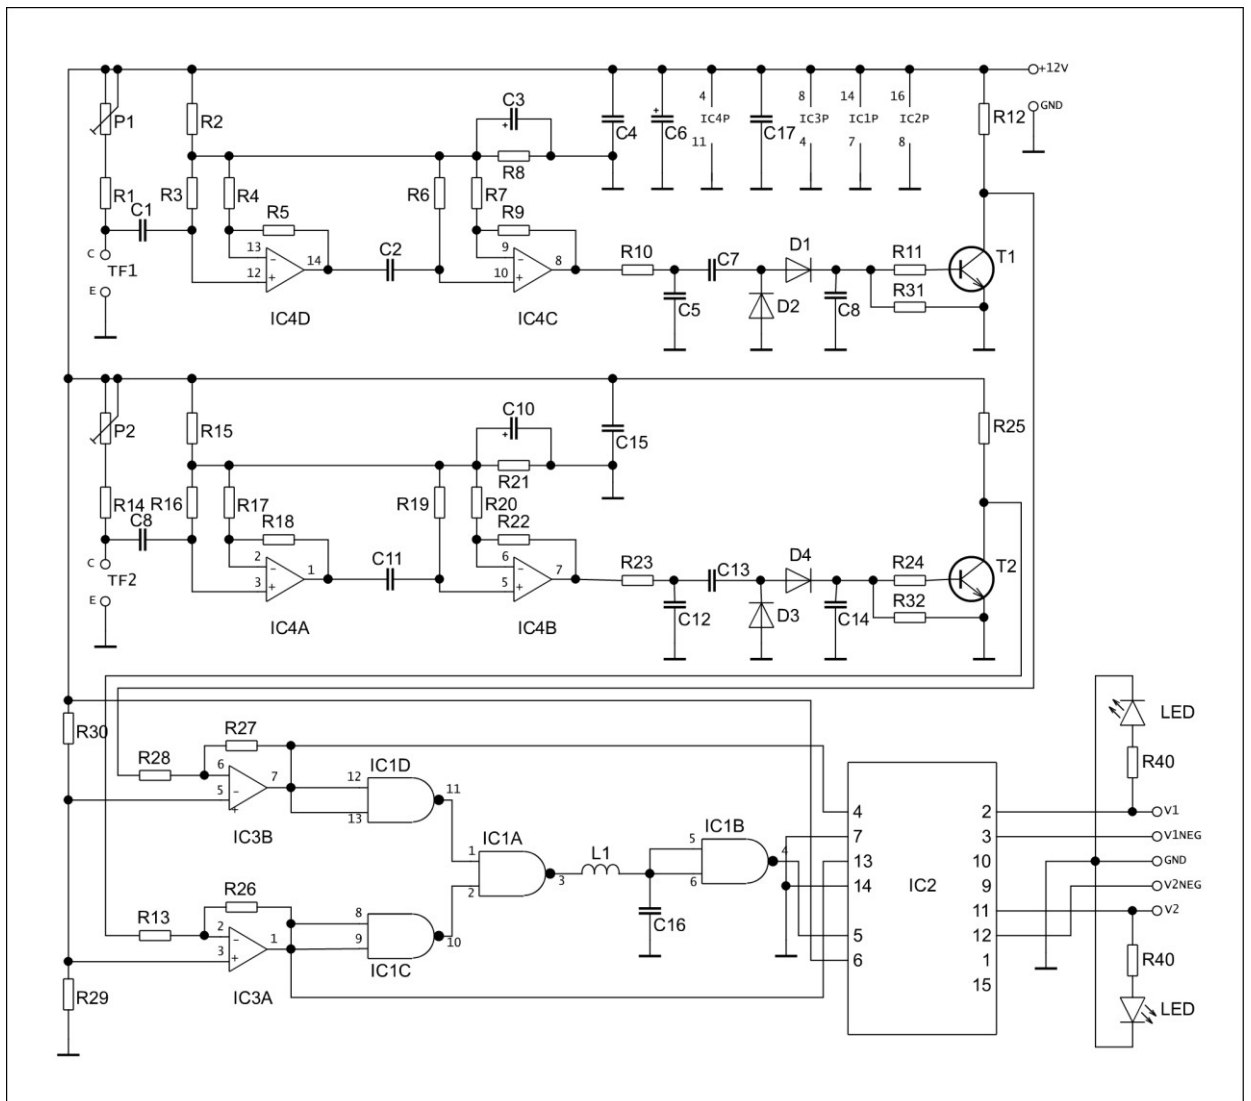 +12V
GND
P1
R2
C3
R8
C4
C6
4
IC4P
11
C17
8
IC3P
4
14
IC1P
7
16
IC2P
8
R12
R1
C1
R3
R4
R5
R6
R7
R9
C
TF1
E
13
12
14
IC4D
C2
9
10
8
IC4C
R10
C7
C5
D1
D2
C8
R11
R31
T1
P2
R15
C10
R21
C15
R25
R14
C8
R16
R17
R18
R19
R20
R22
C
TF2
E
2
3
1
IC4A
C11
6
5
7
IC4B
R23
C13
C12
D4
D3
C14
R24
R32
T2
R30
R27
R28
6
5
7
IC3B
IC1D
12
13
11
IC1A
1
2
3
L1
C16
IC1B
5
6
4
R26
R13
2
3
1
IC3A
8
9
10
IC1C
R29
4
7
13
14
5
6
IC2
2
3
10
9
11
12
1
15
LED
R40
V1
V1NEG
GND
V2NEG
V2
R40
LED